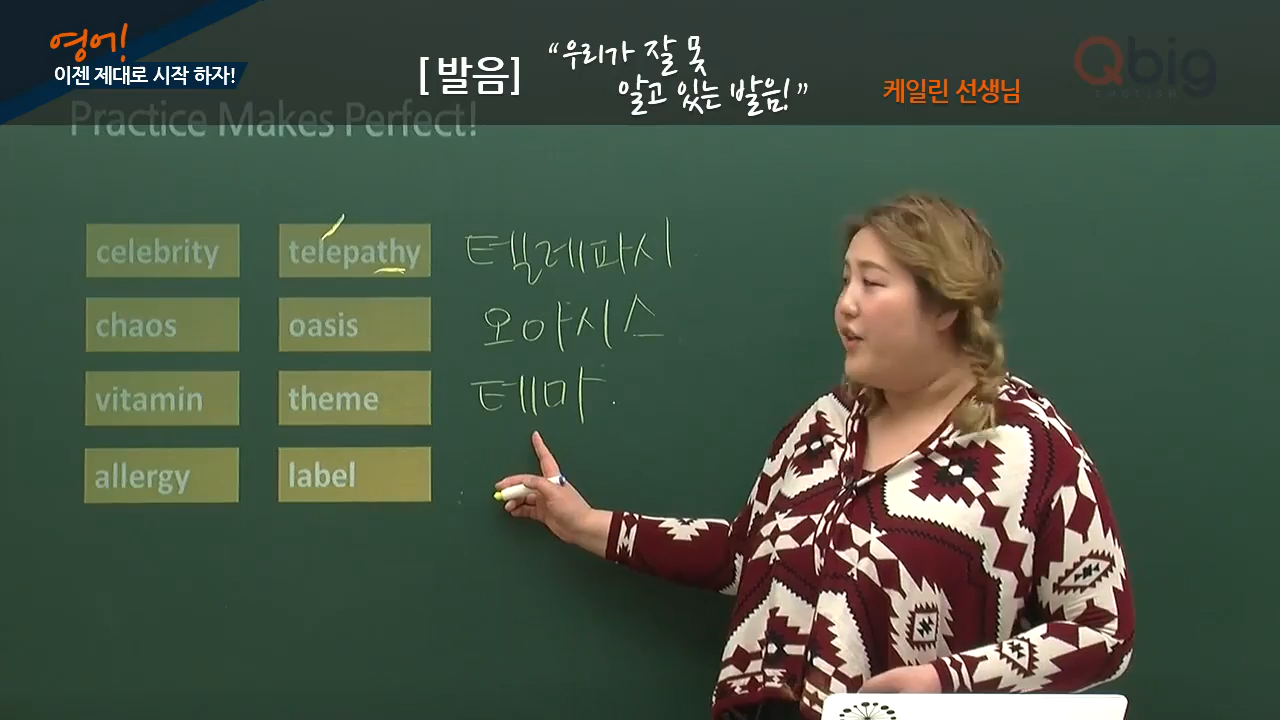 영어!
이젠 제대로 시작 하자!
[발음]
“우리가 잘 못
알고 있는 발음!”
케일린 선생님
Qbig
ENGLISH
Practice Makes Perfect!
celebrity telepathy 텔레파시
chaos oasis 오아시스
vitamin theme 테마
allergy label